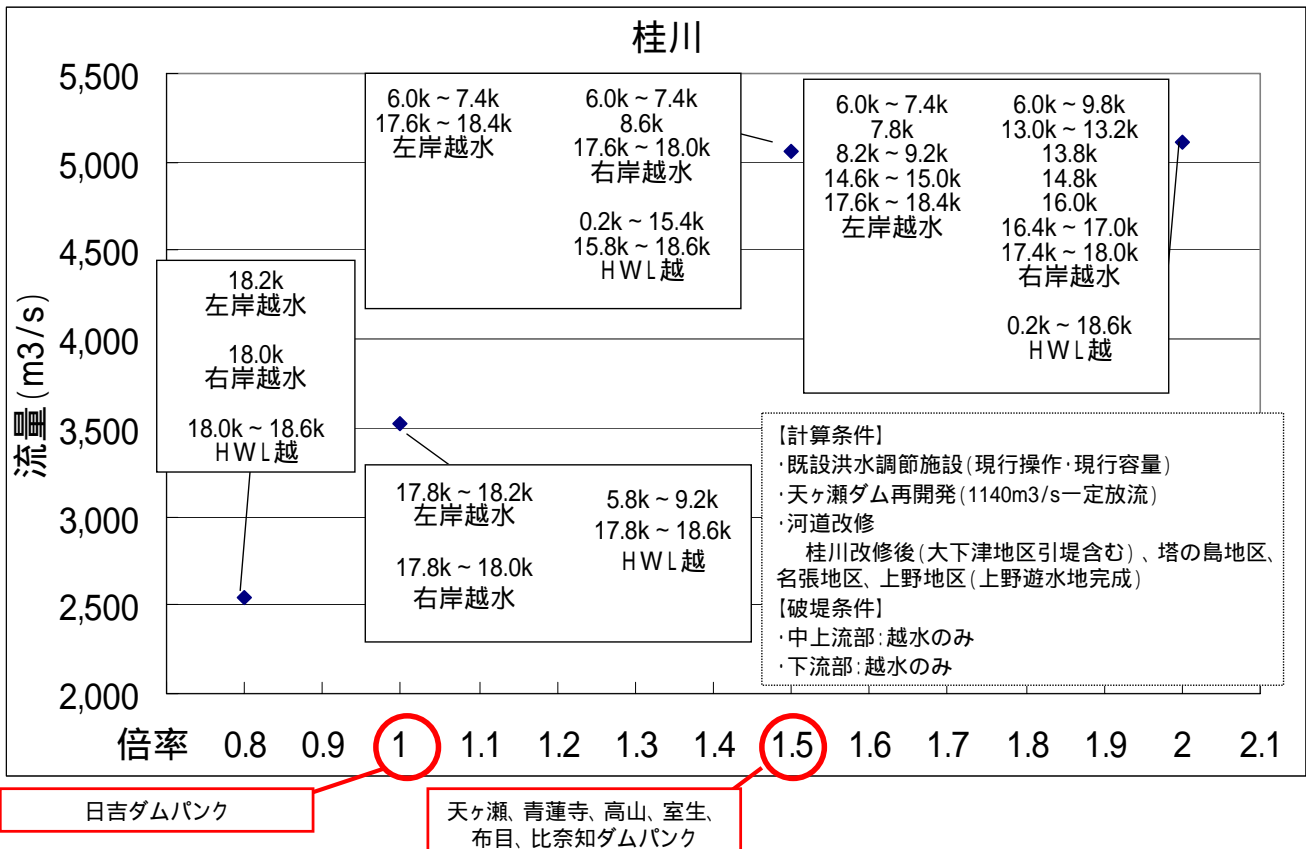 桂川
5,500
5,000
4,500
4,000
3,500
3,000
2,500
2,000
流量(m3/s)
18.2k
左岸越水
18.0k
右岸越水
18.0k~18.6k
HWL越
6.0k~7.4k
17.6k~18.4k
左岸越水
6.0k~7.4k
8.6k
17.6k~18.0k
右岸越水
0.2k~15.4k
15.8k~18.6k
HWL越
6.0k~7.4k
7.8k
8.2k~9.2k
14.6k~15.0k
17.6k~18.4k
左岸越水
6.0k~9.8k
13.0k~13.2k
13.8k
14.8k
16.0k
16.4k~17.0k
17.4k~18.0k
右岸越水
0.2k~18.6k
HWL越
17.8k~18.2k
左岸越水
17.8k~18.0k
右岸越水
5.8k~9.2k
17.8k~18.6k
HWL越
【計算条件】
・既設洪水調節施設(現行操作・現行容量)
・天ヶ瀬ダム再開発(1140m3/s一定放流)
・河道改修
桂川改修後(大下津地区引堤含む)、塔の島地区、
名張地区、上野地区(上野遊水地完成)
【破堤条件】
・中上流部:越水のみ
・下流部:越水のみ
倍率 0.8 0.9 1 1.1 1.2 1.3 1.4 1.5 1.6 1.7 1.8 1.9 2 2.1
日吉ダムパンク
天ヶ瀬、青蓮寺、高山、室生、
布目、比奈知ダムパンク